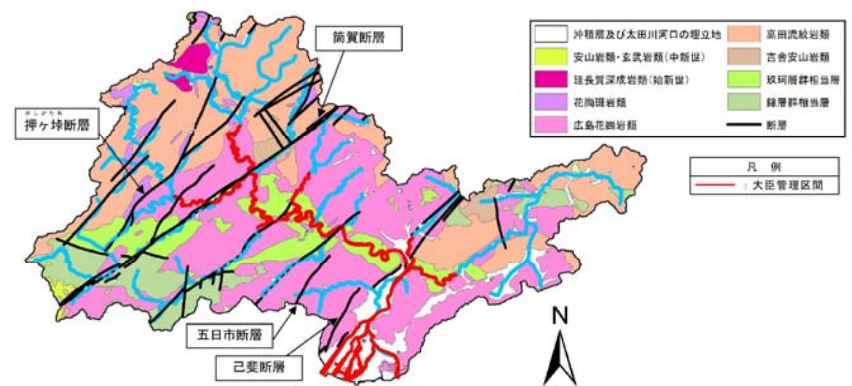 筒賀断層
おしがたお
押ヶ垰断層
五日市断層
己斐断層
N
沖積層及び太田川河口の埋立地
安山岩類・玄武岩類（中新世）
珪長質深成岩類（始新世）
花崗斑岩類
広島花崗岩類
高田流紋岩類
吉舎安山岩類
玖珂層群相当層
錦層群相当層
断層
凡 例
：大臣管理区間